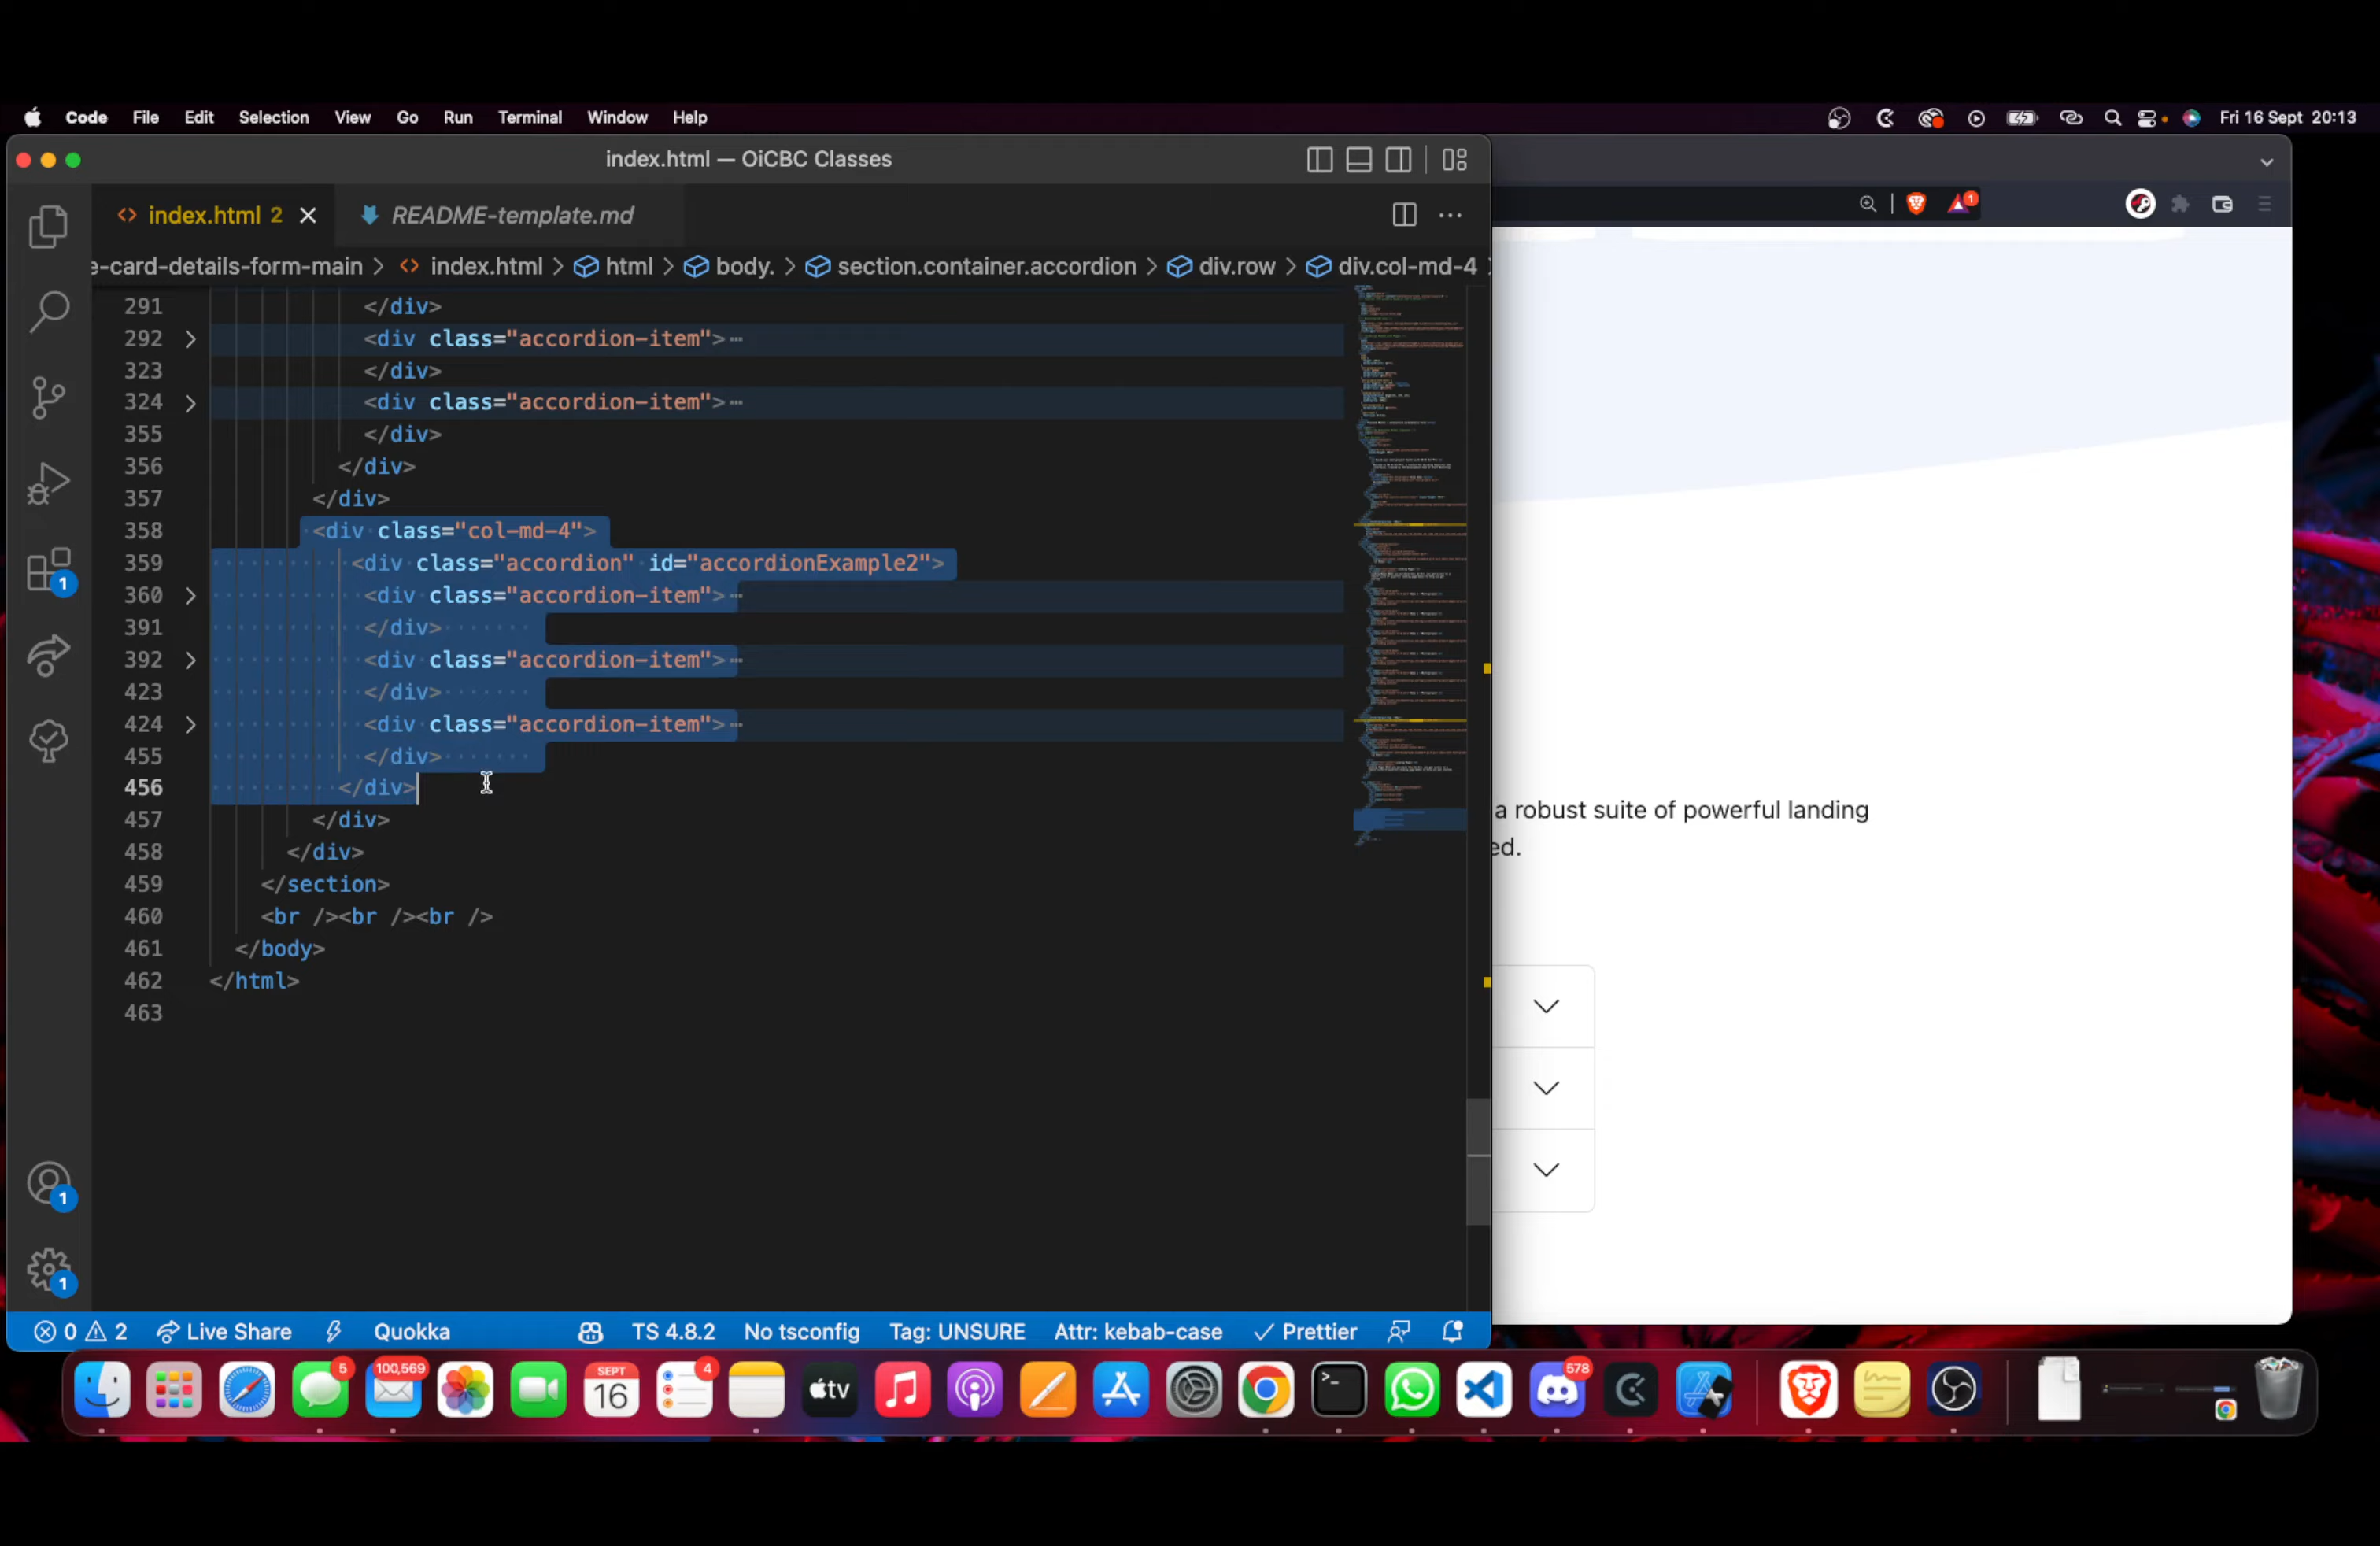 Code File Edit Selection View Go Run Terminal Window Help Fri 16 Sept 20:13
index.html — OiCBC Classes
index.html 2 README-template.md
1
e-card-details-form-main > index.html > html > body. > section.container.accordion > div.row > div.col-md-4
291 </div>
292 <div class="accordion-item">
323 </div>
324 <div class="accordion-item">
355 </div>
356 </div>
357 </div>
358 <div class="col-md-4">
359 <div class="accordion" id="accordionExample2">
360 <div class="accordion-item">
391 </div>
392 <div class="accordion-item">
423 </div>
424 <div class="accordion-item">
455 </div>
456 </div>
457 </div>
458 </div>
459 </section>
460 <br /><br /><br />
461 </body>
462 </html>
463
1
1
1
a robust suite of powerful landing
ed.
0 2 Live Share Quokka TS 4.8.2 No tsconfig Tag: UNSURE Attr: kebab-case Prettier
5 100,569 SEPT 16 4 tv 578